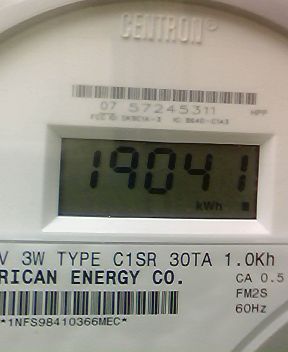 CENTRON®
07 57245311
HPP
19041
kWh
V 3W TYPE C1SR 30TA 1.0Kh
RICAN ENERGY CO.
CA 0.5
FM2S
60Hz
*1NFS98410366MEC*